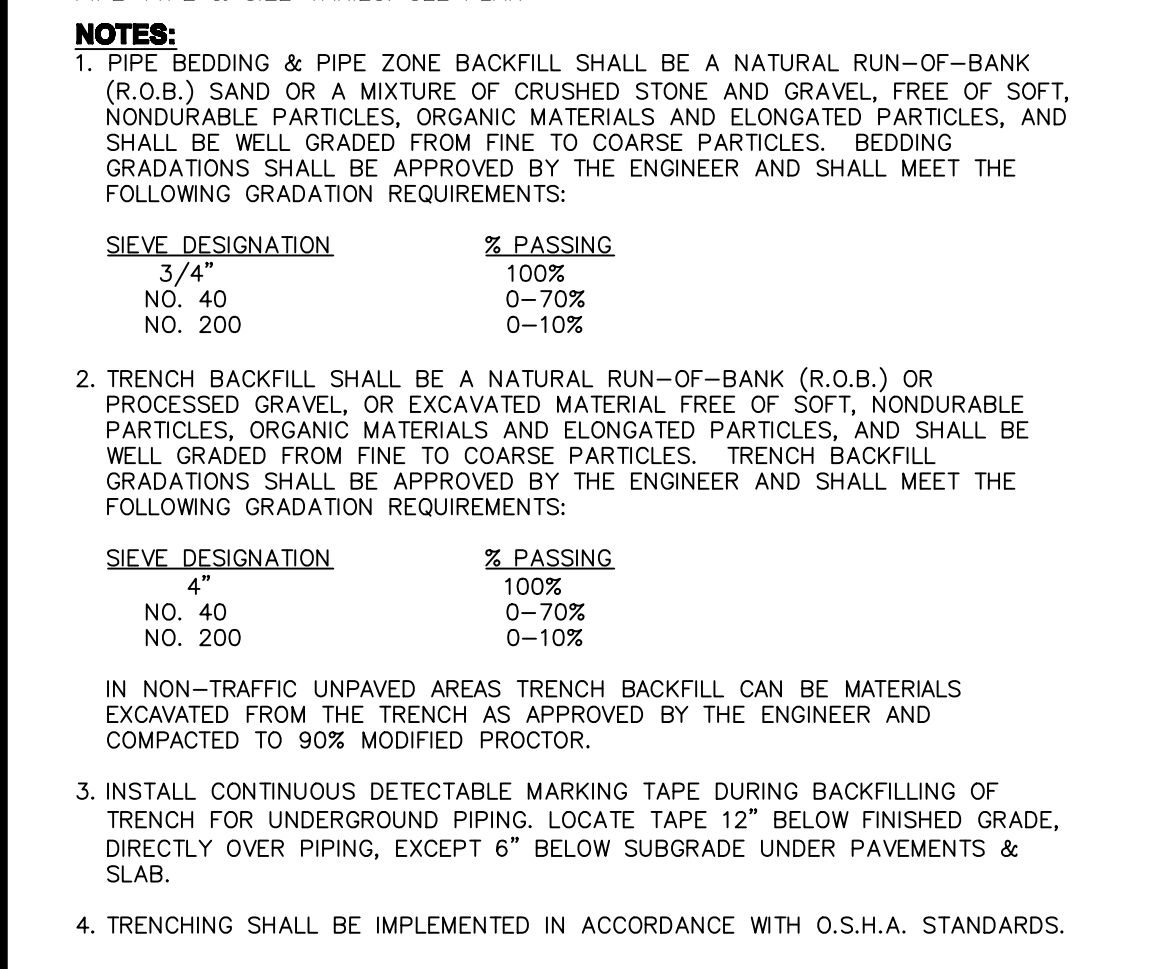 NOTES:
1. PIPE BEDDING & PIPE ZONE BACKFILL SHALL BE A NATURAL RUN-OF-BANK
(R.O.B.) SAND OR A MIXTURE OF CRUSHED STONE AND GRAVEL, FREE OF SOFT,
NONDURABLE PARTICLES, ORGANIC MATERIALS AND ELONGATED PARTICLES, AND
SHALL BE WELL GRADED FROM FINE TO COARSE PARTICLES. BEDDING
GRADATIONS SHALL BE APPROVED BY THE ENGINEER AND SHALL MEET THE
FOLLOWING GRADATION REQUIREMENTS:
SIEVE DESIGNATION % PASSING
3/4" 100%
NO. 40 0-70%
NO. 200 0-10%
2. TRENCH BACKFILL SHALL BE A NATURAL RUN-OF-BANK (R.O.B.) OR
PROCESSED GRAVEL, OR EXCAVATED MATERIAL FREE OF SOFT, NONDURABLE
PARTICLES, ORGANIC MATERIALS AND ELONGATED PARTICLES, AND SHALL BE
WELL GRADED FROM FINE TO COARSE PARTICLES. TRENCH BACKFILL
GRADATIONS SHALL BE APPROVED BY THE ENGINEER AND SHALL MEET THE
FOLLOWING GRADATION REQUIREMENTS:
SIEVE DESIGNATION % PASSING
4" 100%
NO. 40 0-70%
NO. 200 0-10%
IN NON-TRAFFIC UNPAVED AREAS TRENCH BACKFILL CAN BE MATERIALS
EXCAVATED FROM THE TRENCH AS APPROVED BY THE ENGINEER AND
COMPACTED TO 90% MODIFIED PROCTOR.
3. INSTALL CONTINUOUS DETECTABLE MARKING TAPE DURING BACKFILLING OF
TRENCH FOR UNDERGROUND PIPING. LOCATE TAPE 12" BELOW FINISHED GRADE,
DIRECTLY OVER PIPING, EXCEPT 6" BELOW SUBGRADE UNDER PAVEMENTS &
SLAB.
4. TRENCHING SHALL BE IMPLEMENTED IN ACCORDANCE WITH O.S.H.A. STANDARDS.